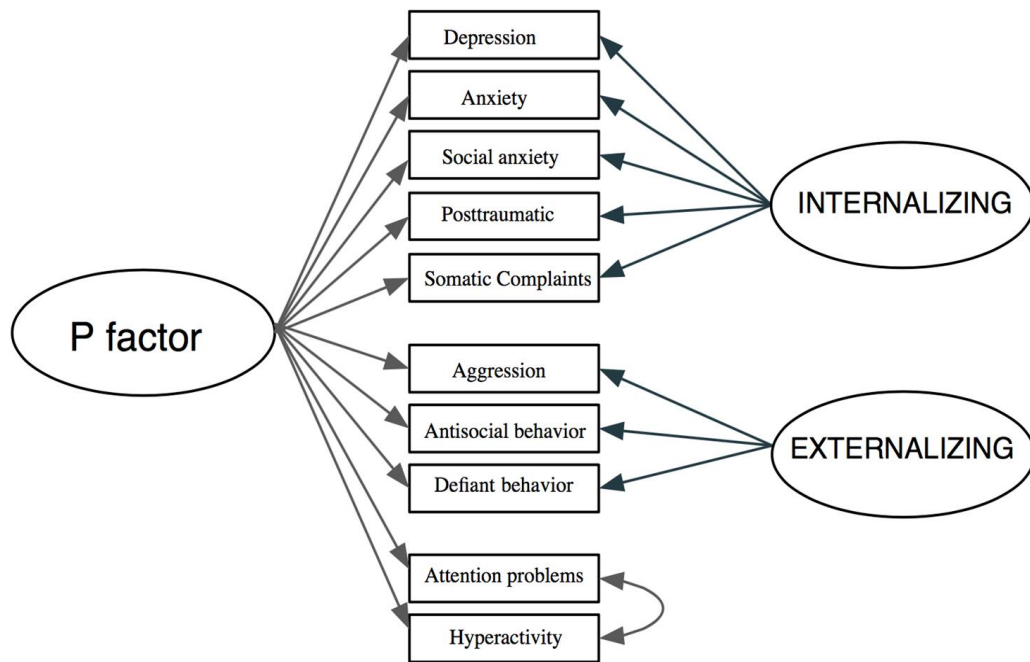 Depression
Anxiety
Social anxiety
Posttraumatic
Somatic Complaints
P factor
Aggression
Antisocial behavior
Defiant behavior
Attention problems
Hyperactivity
INTERNALIZING
EXTERNALIZING